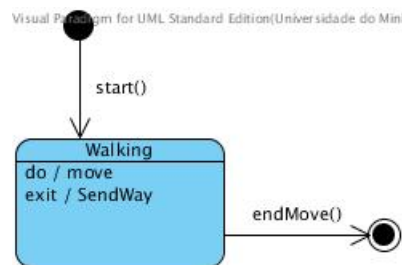 Visual Paradigm for UML Standard Edition(Universidade do Min
start()
Walking
do / move
exit / SendWay
endMove()